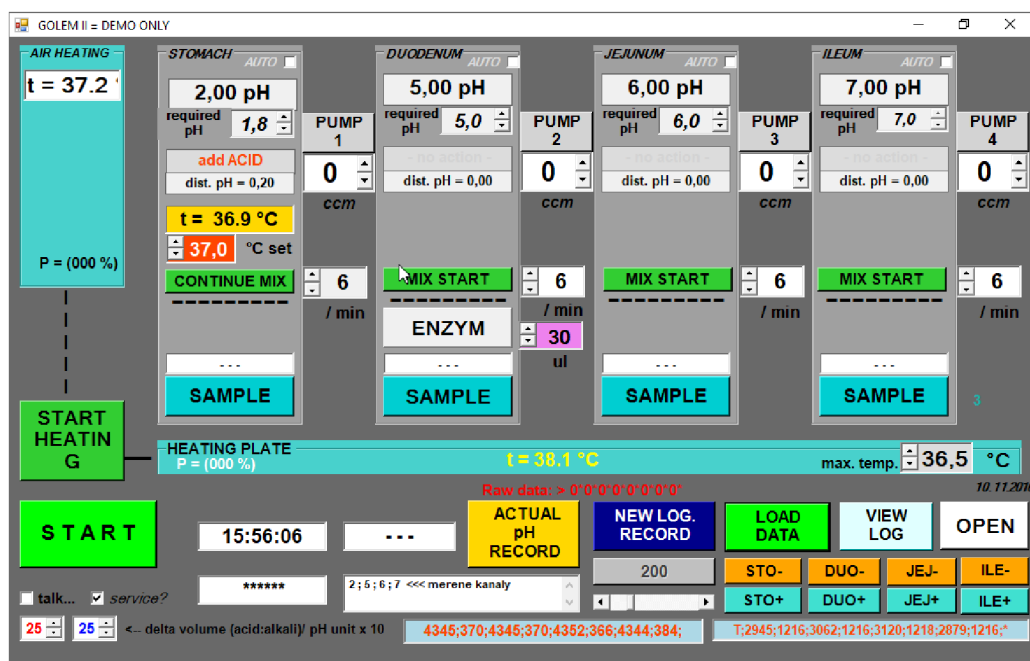 GOLEM II = DEMO ONLY
AIR HEATING
t = 37.2 °
P = (000 %)
STOMACH
AUTO
2,00 pH
required pH
1,8
add ACID
dist. pH = 0,20
t = 36.9 °C
37,0 °C set
CONTINUE MIX
---------
- - -
SAMPLE
PUMP
1
0
ccm
6
/ min
DUODENUM
AUTO
5,00 pH
required pH
5,0
- no action -
dist. pH = 0,00
MIX START
---------
ENZYM
- - -
SAMPLE
PUMP
2
0
ccm
6
/ min
30
ul
JEJUNUM
AUTO
6,00 pH
required pH
6,0
- no action -
dist. pH = 0,00
MIX START
---------
- - -
SAMPLE
PUMP
3
0
ccm
6
/ min
ILEUM
AUTO
7,00 pH
required pH
7,0
- no action -
dist. pH = 0,00
MIX START
---------
- - -
SAMPLE
PUMP
4
0
ccm
6
/ min
3
START
HEATIN
G
HEATING PLATE
P = (000 %)
t = 38.1 °C
max. temp. 36,5 °C
Raw data: > 0*0*0*0*0*0*0*0*
10.11.201
START
15:56:06
- - -
ACTUAL
pH
RECORD
NEW LOG.
RECORD
LOAD
DATA
VIEW
LOG
OPEN
******
2 ; 5 ; 6 ; 7 <<< merene kanaly
200
STO-
DUO-
JEJ-
ILE-
STO+
DUO+
JEJ+
ILE+
talk...
service?
25 25 <-- delta volume (acid:alkali)/ pH unit x 10
4345;370;4345;370;4352;366;4344;384;
T;2945;1216;3062;1216;3120;1218;2879;1216;*